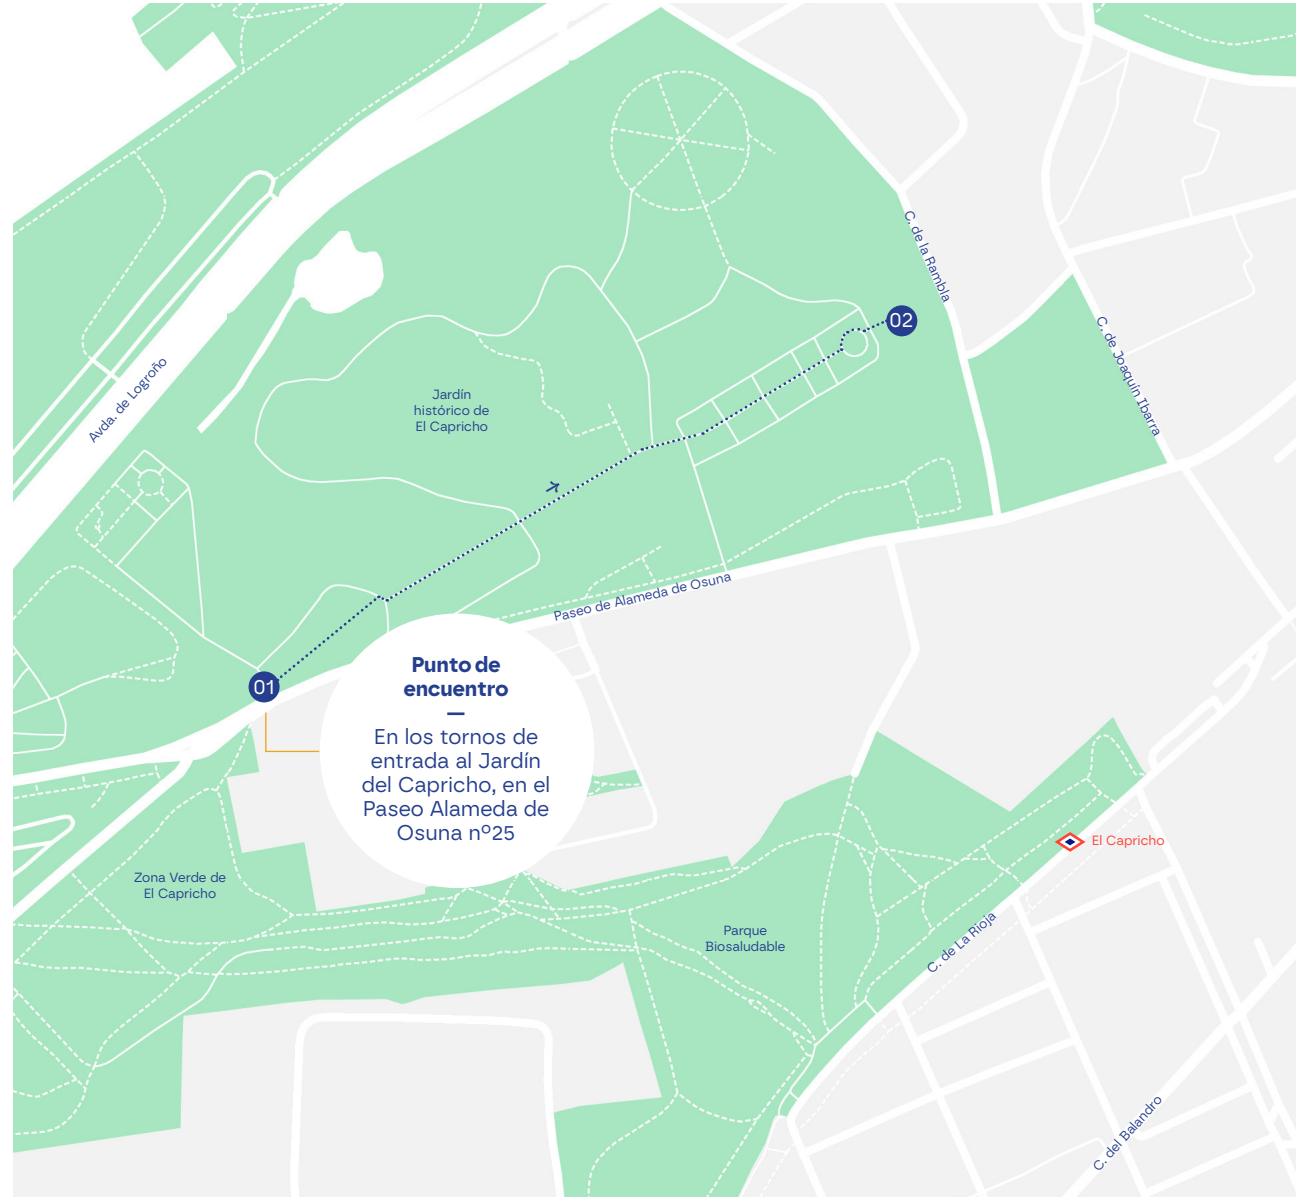 C. de la Rambla
02
C. de Joaquín Ibarra
Avda. de Logroño
Jardín
histórico de
El Capricho
Paseo de Alameda de Osuna
01
Punto de
encuentro
—
En los tornos de
entrada al Jardín
del Capricho, en el
Paseo Alameda de
Osuna nº25
El Capricho
Zona Verde de
El Capricho
Parque
Biosaludable
C. de La Rioja
C. del Balandro